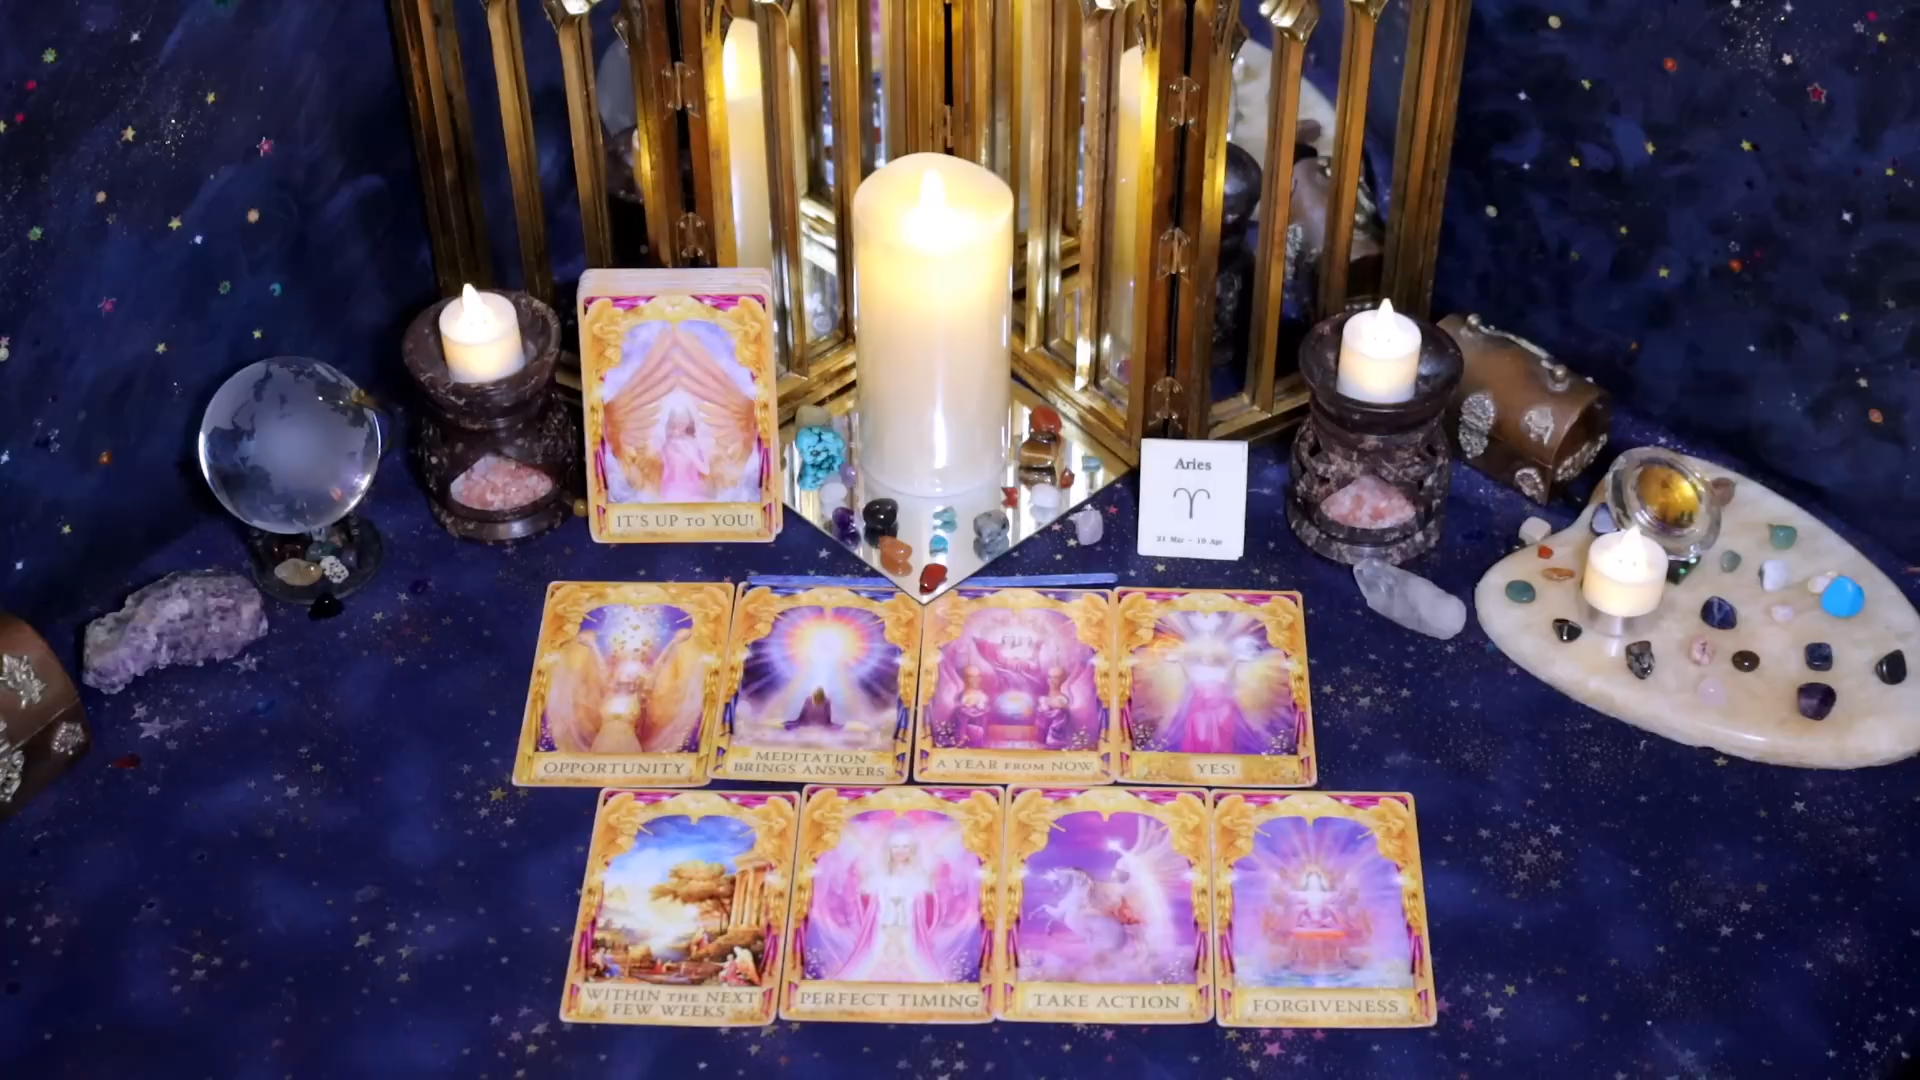 IT'S UP TO YOU!
Aries
♈
21 Mar - 19 Apr
OPPORTUNITY
MEDITATION
BRINGS ANSWERS
A YEAR FROM NOW
YES!
WITHIN THE NEXT
FEW WEEKS
PERFECT TIMING
TAKE ACTION
FORGIVENESS